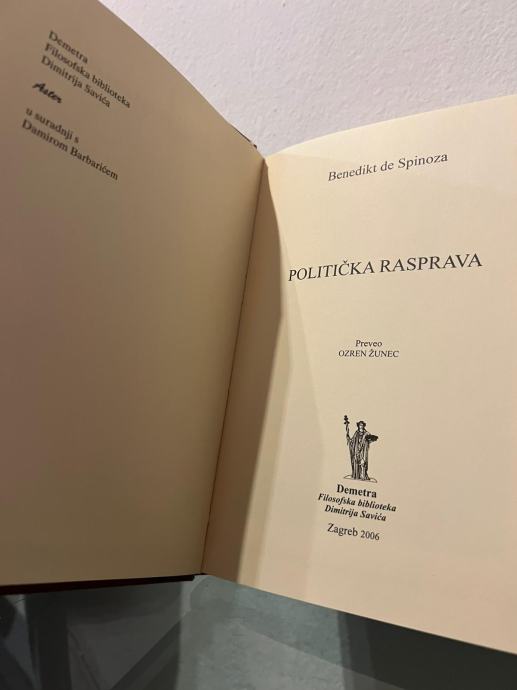 Demetra
Filosofska biblioteka
Dimitrija Savića
Aster
u suradnji s
Damirom Barbarićem
Benedikt de Spinoza
POLITIČKA RASPRAVA
Preveo
OZREN ŽUNEC
Demetra
Filosofska biblioteka
Dimitrija Savića
Zagreb 2006